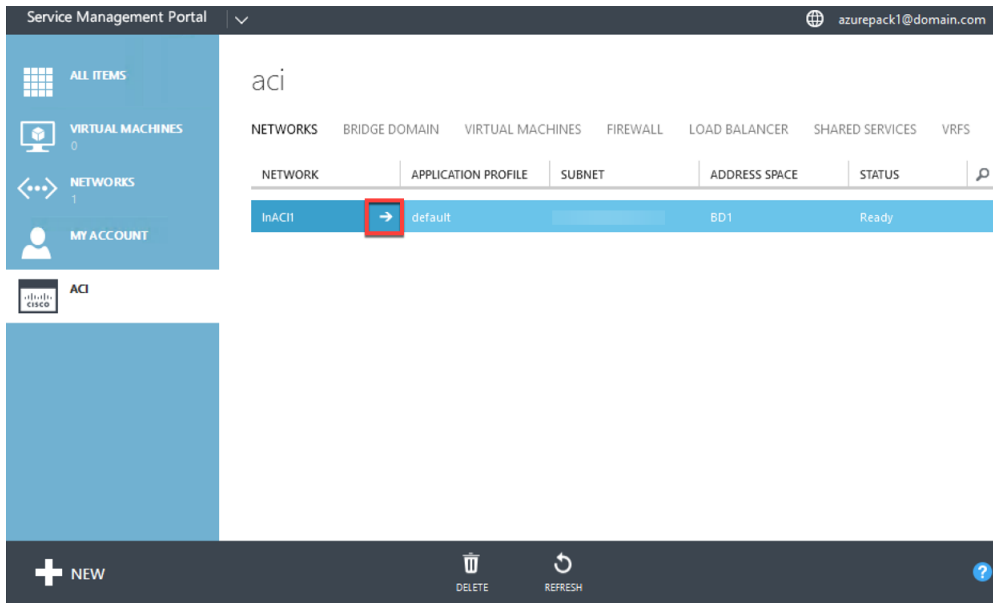 Service Management Portal
azurepack1@domain.com
ALL ITEMS
VIRTUAL MACHINES
0
NETWORKS
1
MY ACCOUNT
CISCO
ACI
aci
NETWORKS BRIDGE DOMAIN VIRTUAL MACHINES FIREWALL LOAD BALANCER SHARED SERVICES VRFS
NETWORK APPLICATION PROFILE SUBNET ADDRESS SPACE STATUS
InACI1 default BD1 Ready
NEW
DELETE
REFRESH
?